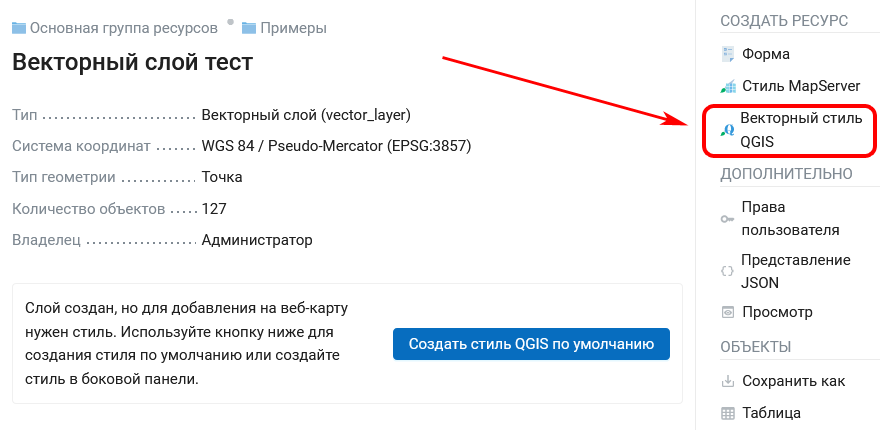 Основная группа ресурсов Примеры
Векторный слой тест
Тип Векторный слой (vector_layer)
Система координат WGS 84 / Pseudo-Mercator (EPSG:3857)
Тип геометрии Точка
Количество объектов 127
Владелец Администратор
Слой создан, но для добавления на веб-карту
нужен стиль. Используйте кнопку ниже для
создания стиля по умолчанию или создайте
стиль в боковой панели.
Создать стиль QGIS по умолчанию
СОЗДАТЬ РЕСУРС
Форма
Стиль MapServer
Векторный стиль
QGIS
ДОПОЛНИТЕЛЬНО
Права
пользователя
Представление
JSON
Просмотр
ОБЪЕКТЫ
Сохранить как
Таблица